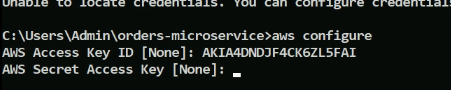 Unable to locate credentials. You can configure credential
C:\Users\Admin\orders-microservice>aws configure
AWS Access Key ID [None]: AKIA4DNDJF4CK6ZL5FAI
AWS Secret Access Key [None]: